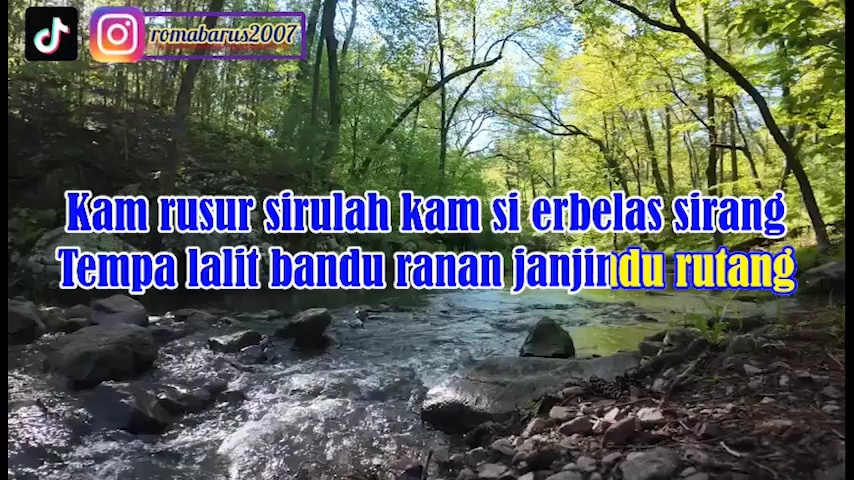 romabarus2007
Kam rusur sirulah kam si erbelas sirang
Tempa lalit bandu ranan janjindu rutang